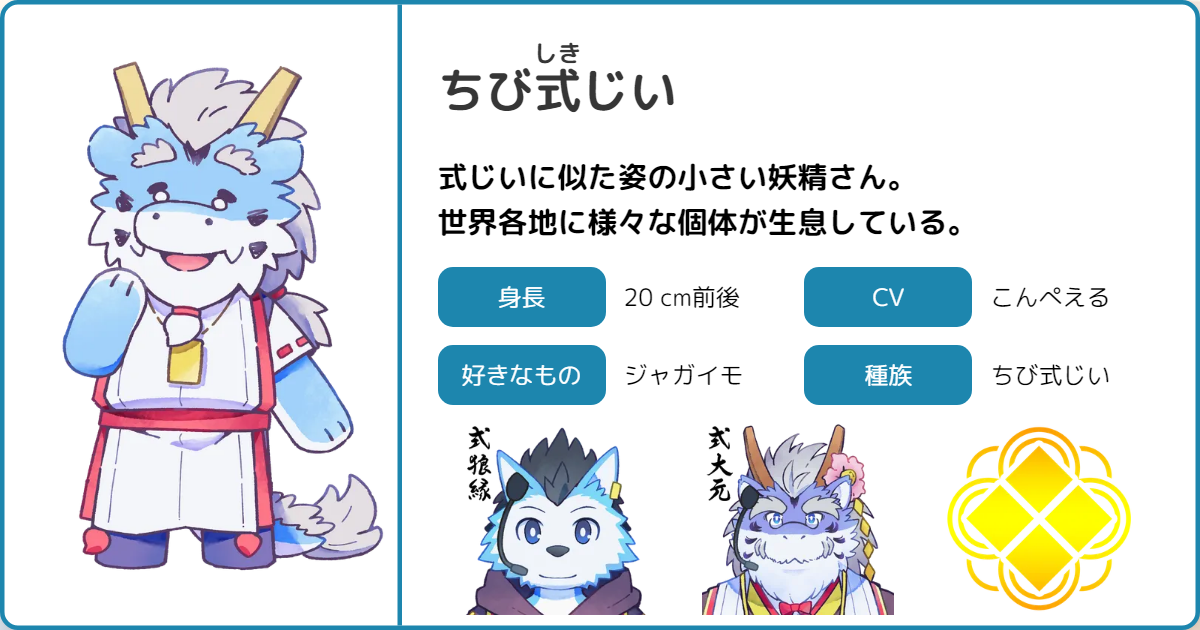 しき
ちび式じい
式じいに似た姿の小さい妖精さん。
世界各地に様々な個体が生息している。
身長 20 cm前後 CV こんぺえる
好きなもの ジャガイモ 種族 ちび式じい
式狼縁
式大元